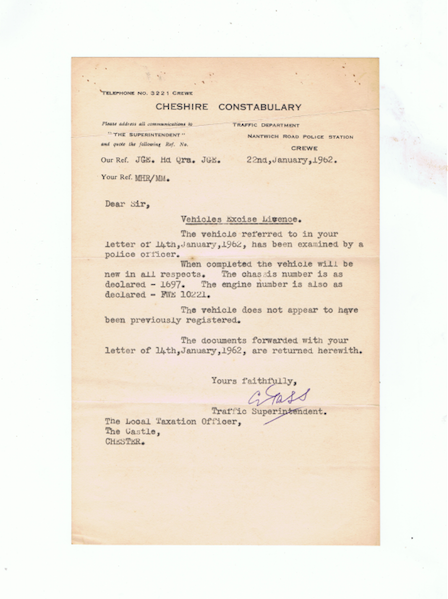 TELEPHONE NO. 3221 CREWE
CHESHIRE CONSTABULARY
Please address all communications to
"THE SUPERINTENDENT"
and quote the following Ref. No.
TRAFFIC DEPARTMENT
NANTWICH ROAD POLICE STATION
CREWE
Our Ref. JGE. Hd Qrs. JGE.
22nd,January,1962.
Your Ref. MHR/MM.
Dear Sir,
Vehicles Excise Licence.
The vehicle referred to in your
letter of 14th,January,1962, has been examined by a
police officer.
When completed the vehicle will be
new in all respects. The chassis number is as
declared - 1697. The engine number is also as
declared - PWE 10221.
The vehicle does not appear to have
been previously registered.
The documents forwarded with your
letter of 14th,January,1962, are returned herewith.
Yours faithfully,
Traffic Superintendent.
The Local Taxation Officer,
The Castle,
CHESTER.